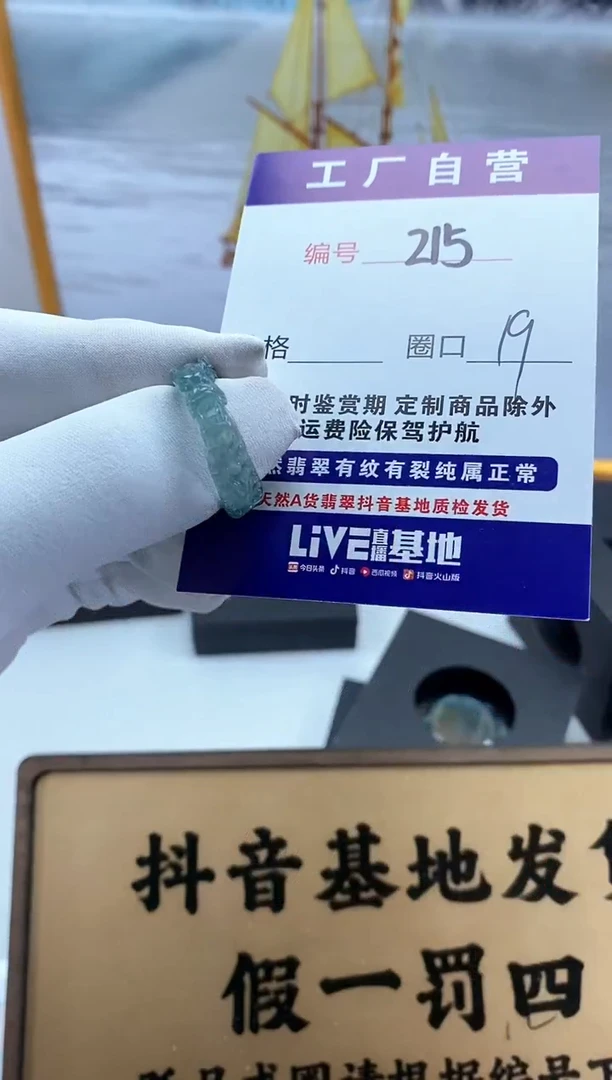 工厂自营
编号 215
格 圈口 19
时鉴赏期 定制商品除外
运费险保驾护航
翡翠有纹有裂纯属正常
天然A货翡翠抖音基地质检发货
LiVE直播基地
今日头条 抖音 西瓜视频 抖音火山版
抖音基地发
假一罚四